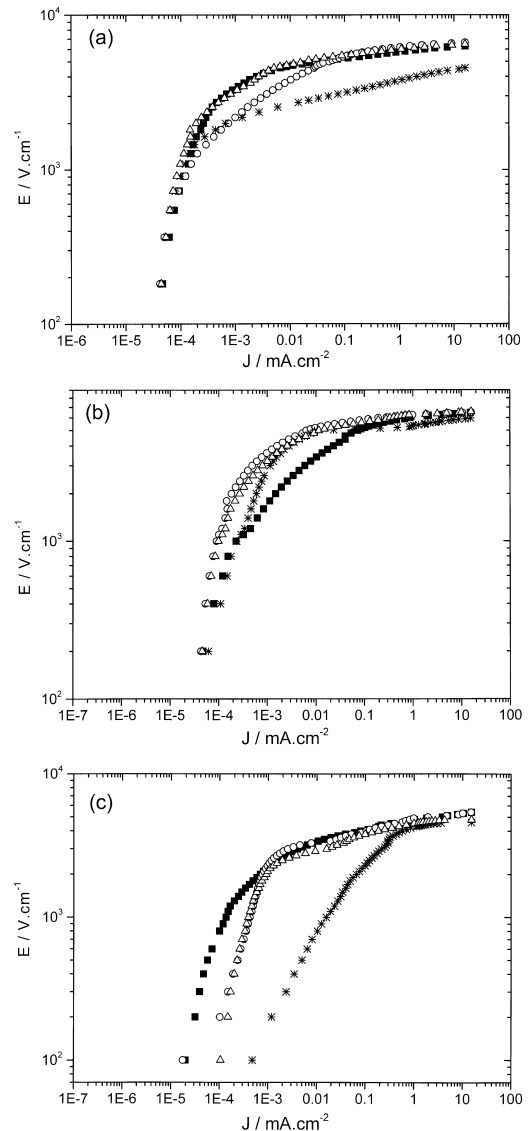 (a)
10⁴
10³
10²
E / V.cm⁻¹
1E-6 1E-5 1E-4 1E-3 0.01 0.1 1 10 100
J / mA.cm⁻²
(b)
10³
10²
E / V.cm⁻¹
1E-7 1E-6 1E-5 1E-4 1E-3 0.01 0.1 1 10 100
J / mA.cm⁻²
(c)
10⁴
10³
10²
E / V.cm⁻¹
1E-7 1E-6 1E-5 1E-4 1E-3 0.01 0.1 1 10 100
J / mA.cm⁻²